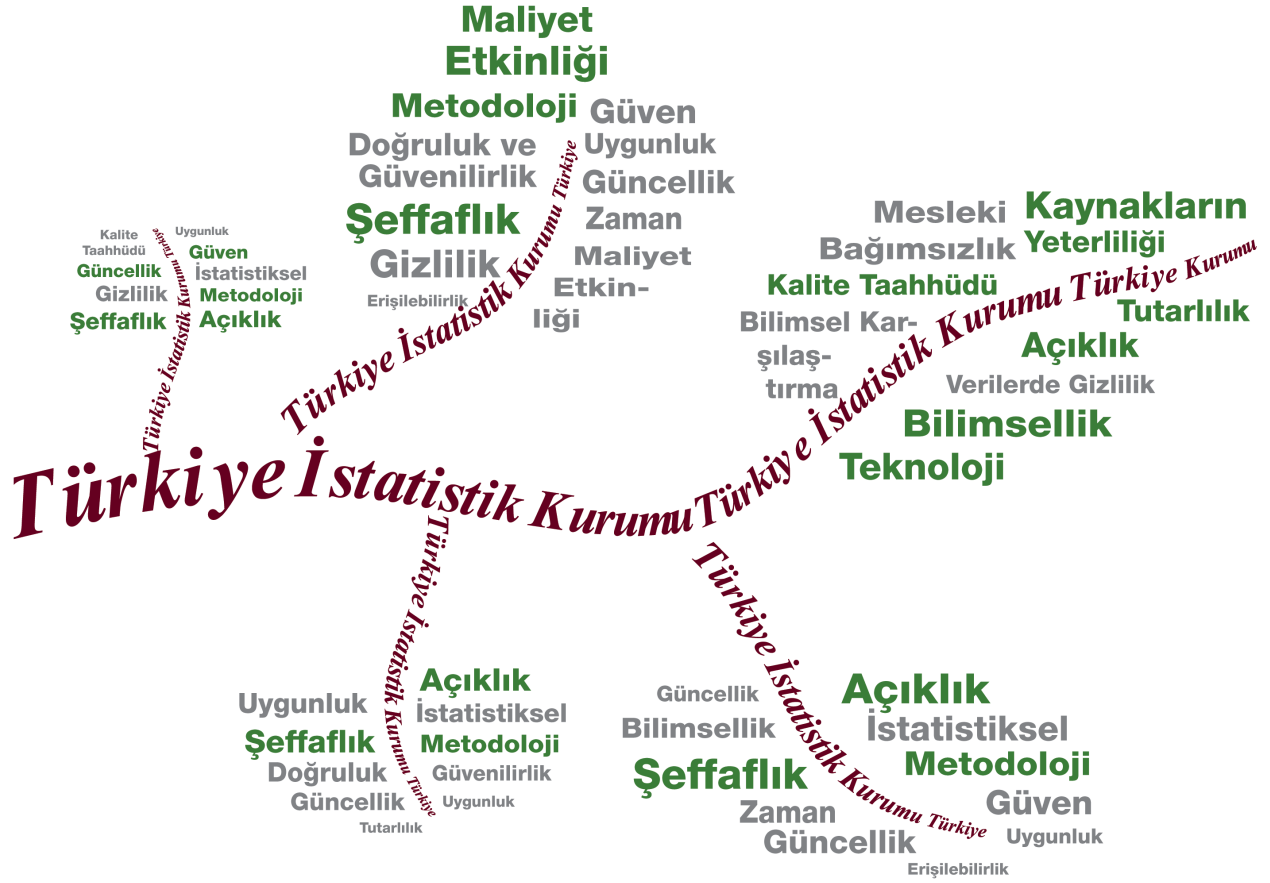 Maliyet
Etkinliği
Metodoloji
Güven
Doğruluk ve
Güvenilirlik
Uygunluk
Güncellik
Şeffaflık
Zaman
Gizlilik
Maliyet
Etkin-
liği
Erişilebilirlik
Türkiye İstatistik Kurumu Türkiye
Kalite
Taahhüdü
Güncellik
Gizlilik
Şeffaflık
Uygunluk
Güven
İstatistiksel
Metodoloji
Açıklık
Türkiye İstatistik Kurumu Türkiye
Mesleki
Bağımsızlık
Kaynakların
Yeterliliği
Kalite Taahhüdü
Bilimsel Kar-
şılaş-
tırma
Tutarlılık
Açıklık
Verilerde Gizlilik
Bilimsellik
Teknoloji
Türkiye İstatistik Kurumu Türkiye İstatistik Kurumu Türkiye Kurumu
Türkiye İstatistik Kurumu Türkiye
Uygunluk
Şeffaflık
Doğruluk
Güncellik
Tutarlılık
Açıklık
İstatistiksel
Metodoloji
Güvenilirlik
Uygunluk
Türkiye İstatistik Kurumu Türkiye
Güncellik
Bilimsellik
Şeffaflık
Zaman
Güncellik
Açıklık
İstatistiksel
Metodoloji
Güven
Uygunluk
Erişilebilirlik